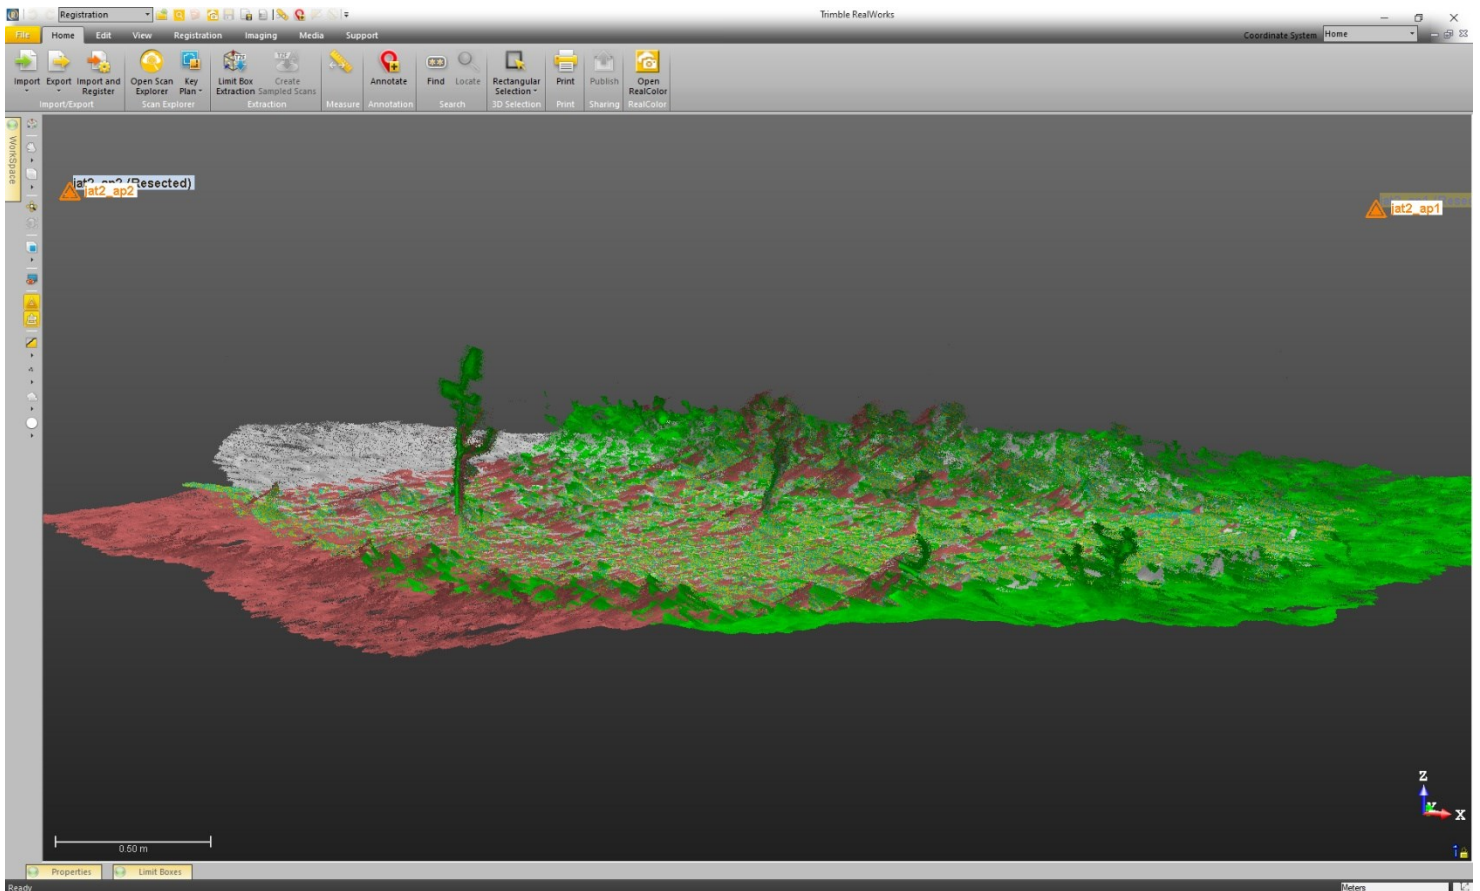 Registration
Trimble RealWorks
File Home Edit View Registration Imaging Media Support
Coordinate System Home
Import Export Import and Register
Open Scan Explorer Key Plan
Limit Box Extraction Create Sampled Scans
Annotate
Find Locate
Rectangular Selection
Print
Publish
Open RealColor
Import/Export Scan Explorer Extraction Measure Annotation Search 3D Selection Print Sharing RealColor
WorkSpace
jat2_ap2 (Resected)
jat2_ap2
jat2_ap1
Z
X
0.50 m
Properties Limit Boxes
Ready
Meters